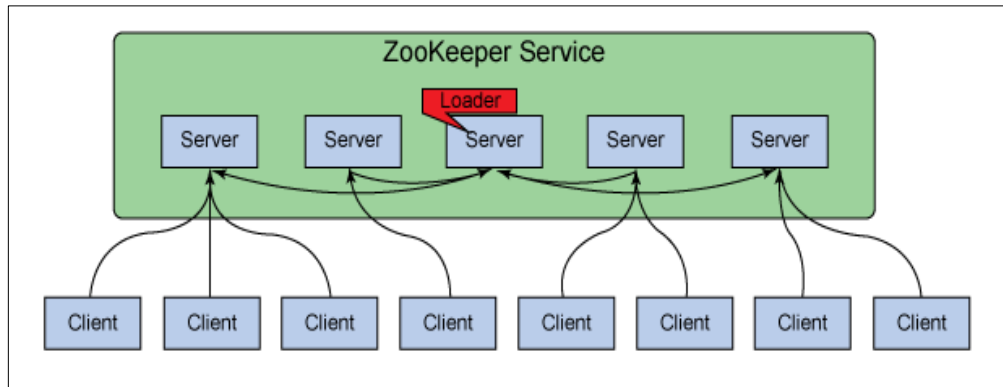 ZooKeeper Service
Loader
Server
Server
Server
Server
Server
Client
Client
Client
Client
Client
Client
Client
Client